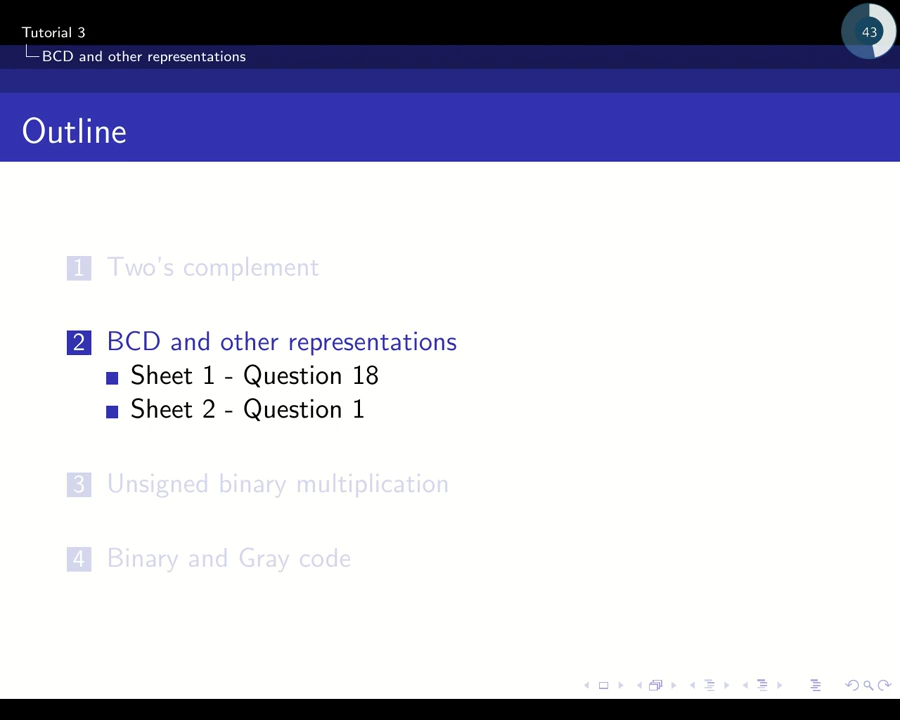 Tutorial 3
BCD and other representations
43
Outline
1 Two's complement
2 BCD and other representations
Sheet 1 - Question 18
Sheet 2 - Question 1
3 Unsigned binary multiplication
4 Binary and Gray code